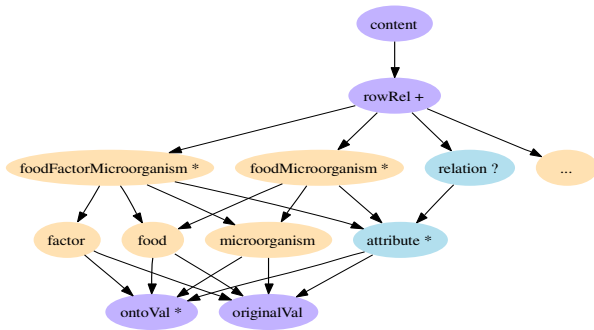 content
rowRel +
foodFactorMicroorganism *
foodMicroorganism *
relation ?
...
factor
food
microorganism
attribute *
ontoVal *
originalVal